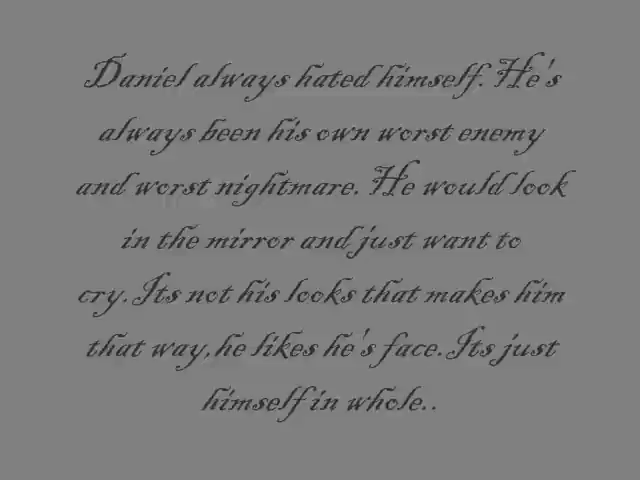 Daniel always hated himself. He's
always been his own worst enemy
and worst nightmare. He would look
in the mirror and just want to
cry. Its not his looks that makes him
that way, he likes he's face. Its just
himself in whole..